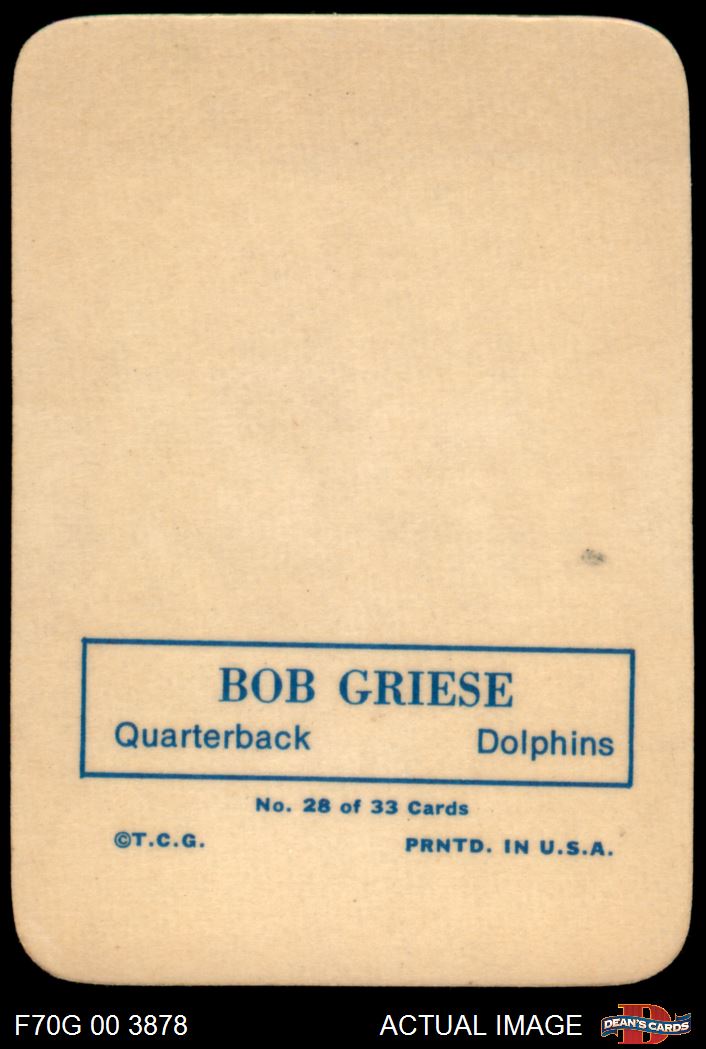 BOB GRIESE
Quarterback Dolphins
No. 28 of 33 Cards
©T.C.G. PRNTD. IN U.S.A.
F70G 00 3878 ACTUAL IMAGE DEAN'S CARDS